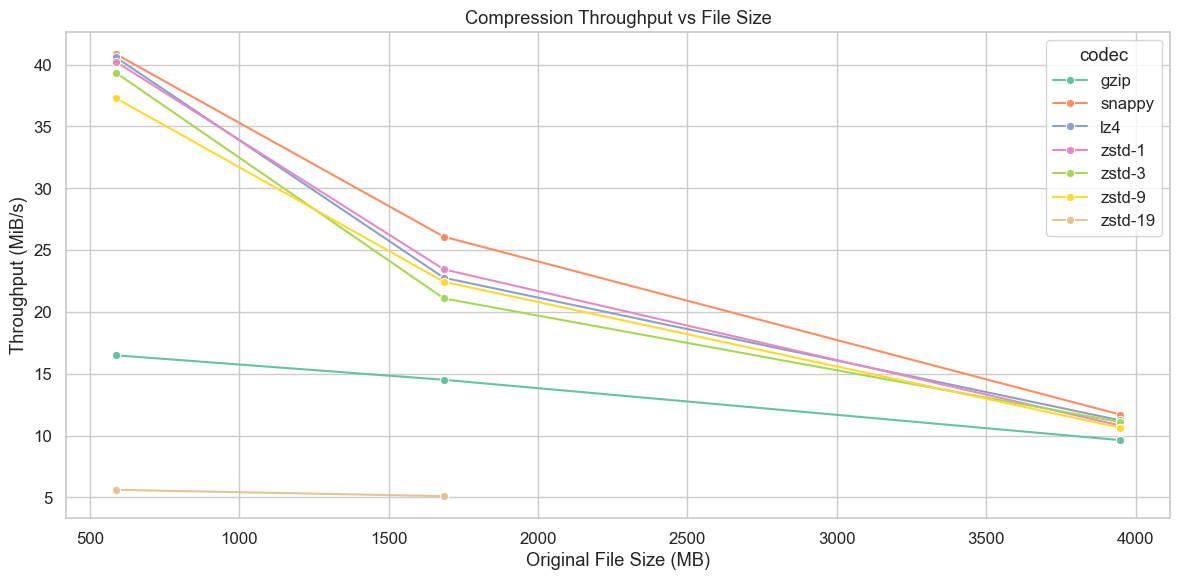 Compression Throughput vs File Size
codec
gzip
snappy
lz4
zstd-1
zstd-3
zstd-9
zstd-19
Throughput (MiB/s)
40
35
30
25
20
15
10
5
500 1000 1500 2000 2500 3000 3500 4000
Original File Size (MB)